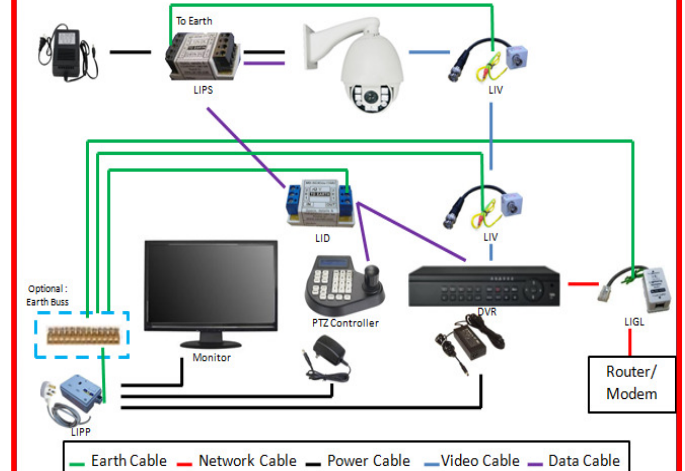 To Earth
LIPS
LIV
LID
LIV
Optional :
Earth Buss
PTZ Controller
DVR
LIGL
Monitor
Router/
Modem
LIPP
Earth Cable
Network Cable
Power Cable
Video Cable
Data Cable